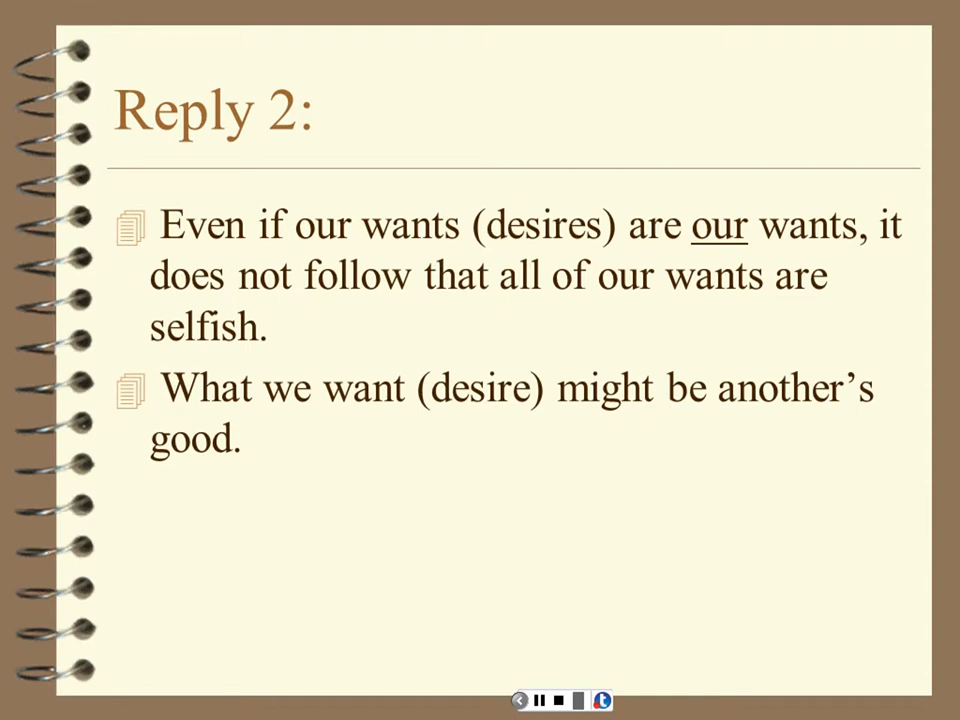 Reply 2:
Even if our wants (desires) are our wants, it
does not follow that all of our wants are
selfish.
What we want (desire) might be another’s
good.